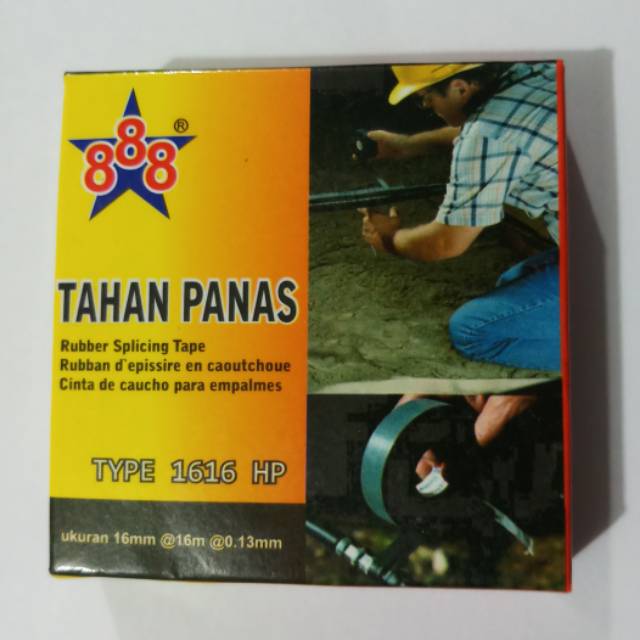 888®
TAHAN PANAS
Rubber Splicing Tape
Rubban d'epissire en caoutchoue
Cinta de caucho para empalmes
TYPE 1616 HP
ukuran 16mm @16m @0.13mm